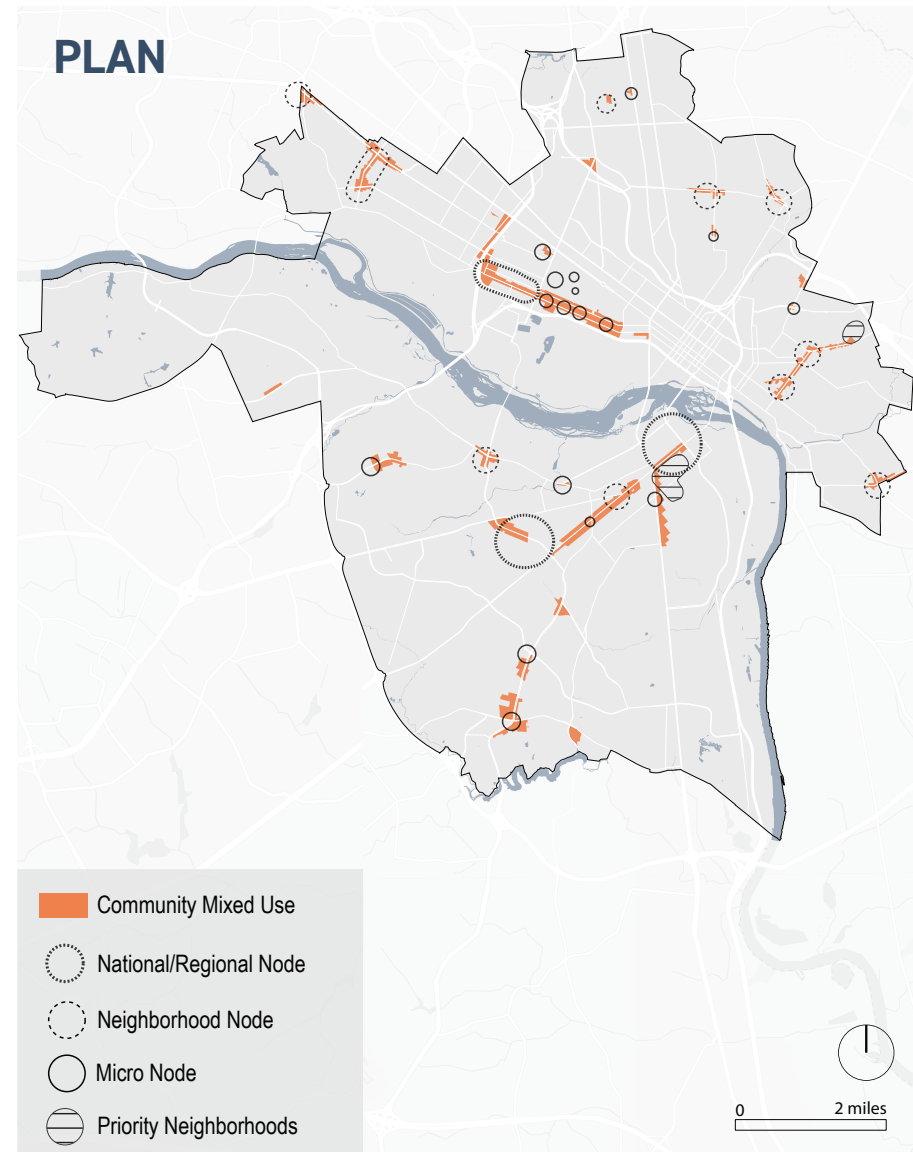 PLAN
Community Mixed Use
National/Regional Node
Neighborhood Node
Micro Node
Priority Neighborhoods
0 2 miles